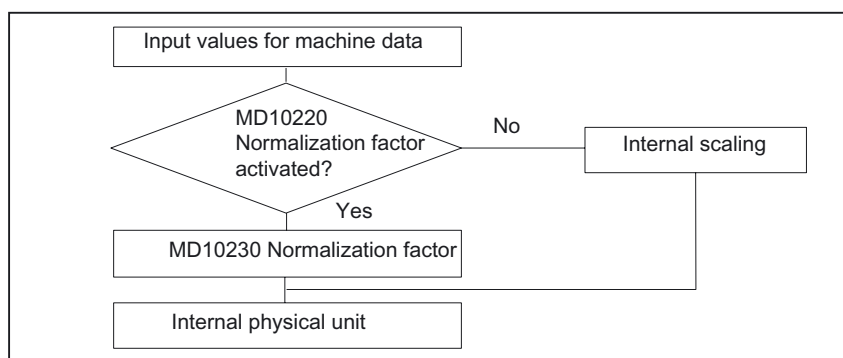 Input values for machine data
MD10220
Normalization factor
activated?
No
Internal scaling
Yes
MD10230 Normalization factor
Internal physical unit